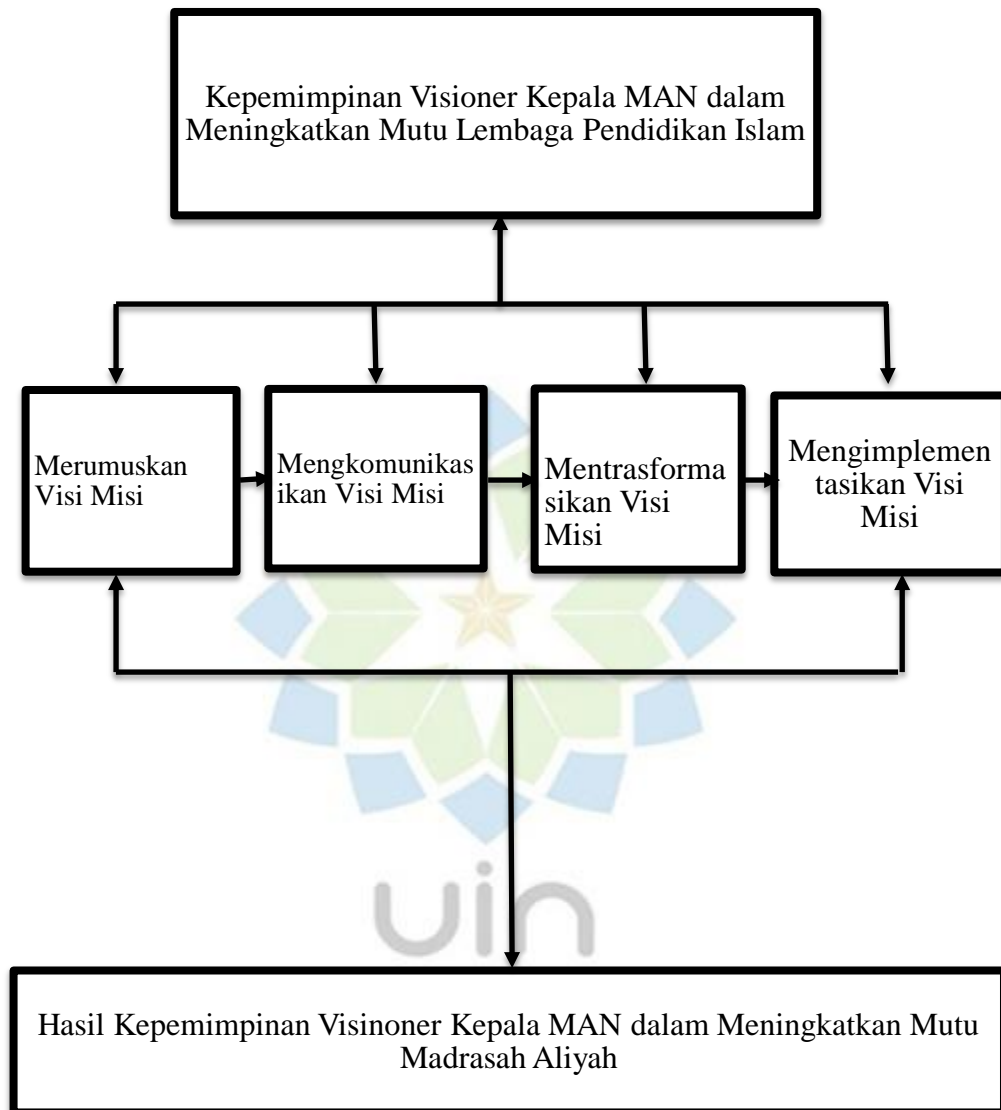 Kepemimpinan Visioner Kepala MAN dalam
Meningkatkan Mutu Lembaga Pendidikan Islam
Merumuskan
Visi Misi
Mengkomunikas
ikan Visi Misi
Mentrasforma
sikan Visi
Misi
Mengimplemen
tasikan Visi
Misi
uin
Hasil Kepemimpinan Visinoner Kepala MAN dalam Meningkatkan Mutu
Madrasah Aliyah